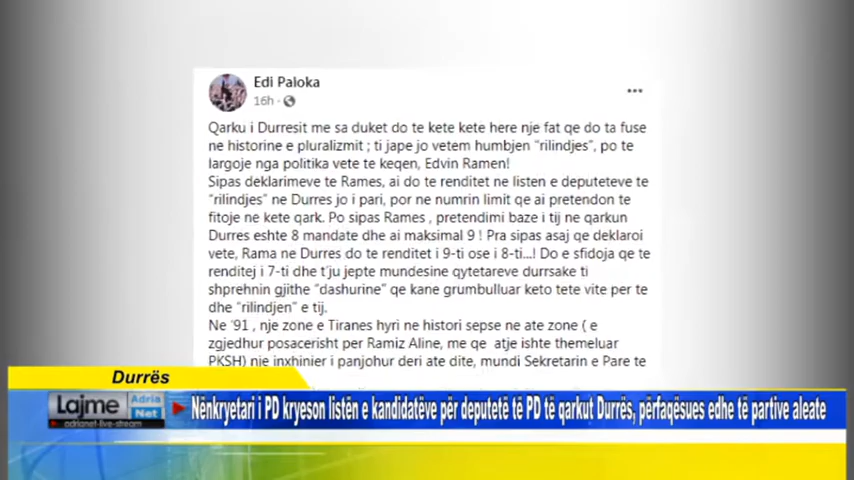 Edi Paloka
16h
Qarku i Durresit me sa duket do te kete kete here nje fat qe do ta fuse
ne historine e pluralizmit ; ti jape jo vetem humbjen "rilindjes", po te
largoje nga politika vete te keqen, Edvin Ramen!
Sipas deklarimeve te Rames, ai do te renditet ne listen e deputeteve te
"rilindjes" ne Durres jo i pari, por ne numrin limit qe ai pretendon te
fitoje ne kete qark. Po sipas Rames , pretendimi baze i tij ne qarkun
Durres eshte 8 mandate dhe ai maksimal 9 ! Pra sipas asaj qe deklaroi
vete, Rama ne Durres do te renditet i 9-ti ose i 8-ti...! Do e sfidoja qe te
renditej i 7-ti dhe t'ju jepte mundesine qytetareve durrsake ti
shprehnin gjithe "dashurine" qe kane grumbulluar keto tete vite per te
dhe "rilindjen" e tij.
Ne '91 , nje zone e Tiranes hyri ne histori sepse ne ate zone ( e
zgjedhur posacerisht per Ramiz Aline, me qe atje ishte themeluar
PKSH) nje inxhinier i panjohur deri ate dite, mundi Sekretarin e Pare te
Durrës
Lajme Adria Net
adrianet-live-stream
Nënkryetari i PD kryeson listën e kandidatëve për deputetë të PD të qarkut Durrës, përfaqësues edhe të partive aleate